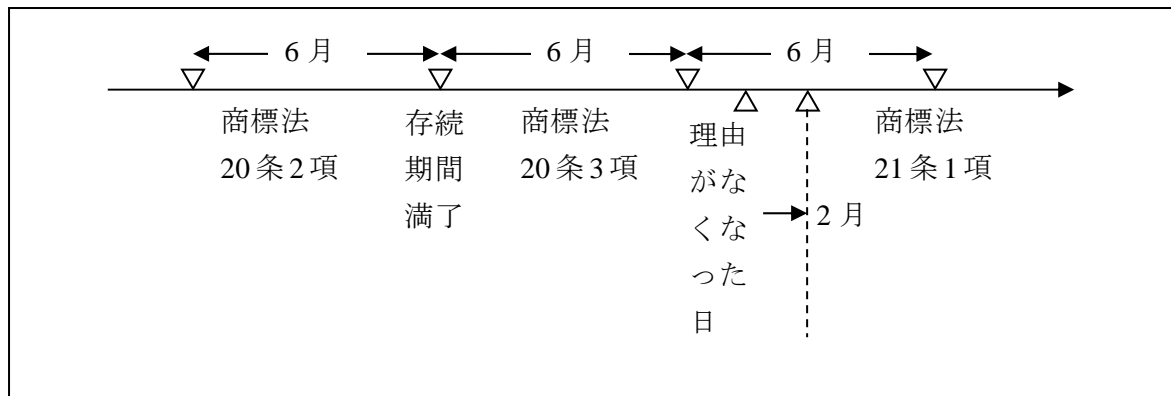 6月
6月
6月
商標法
20条2項
存続
期間
満了
商標法
20条3項
理由
がな
くな
った
日
2月
商標法
21条1項